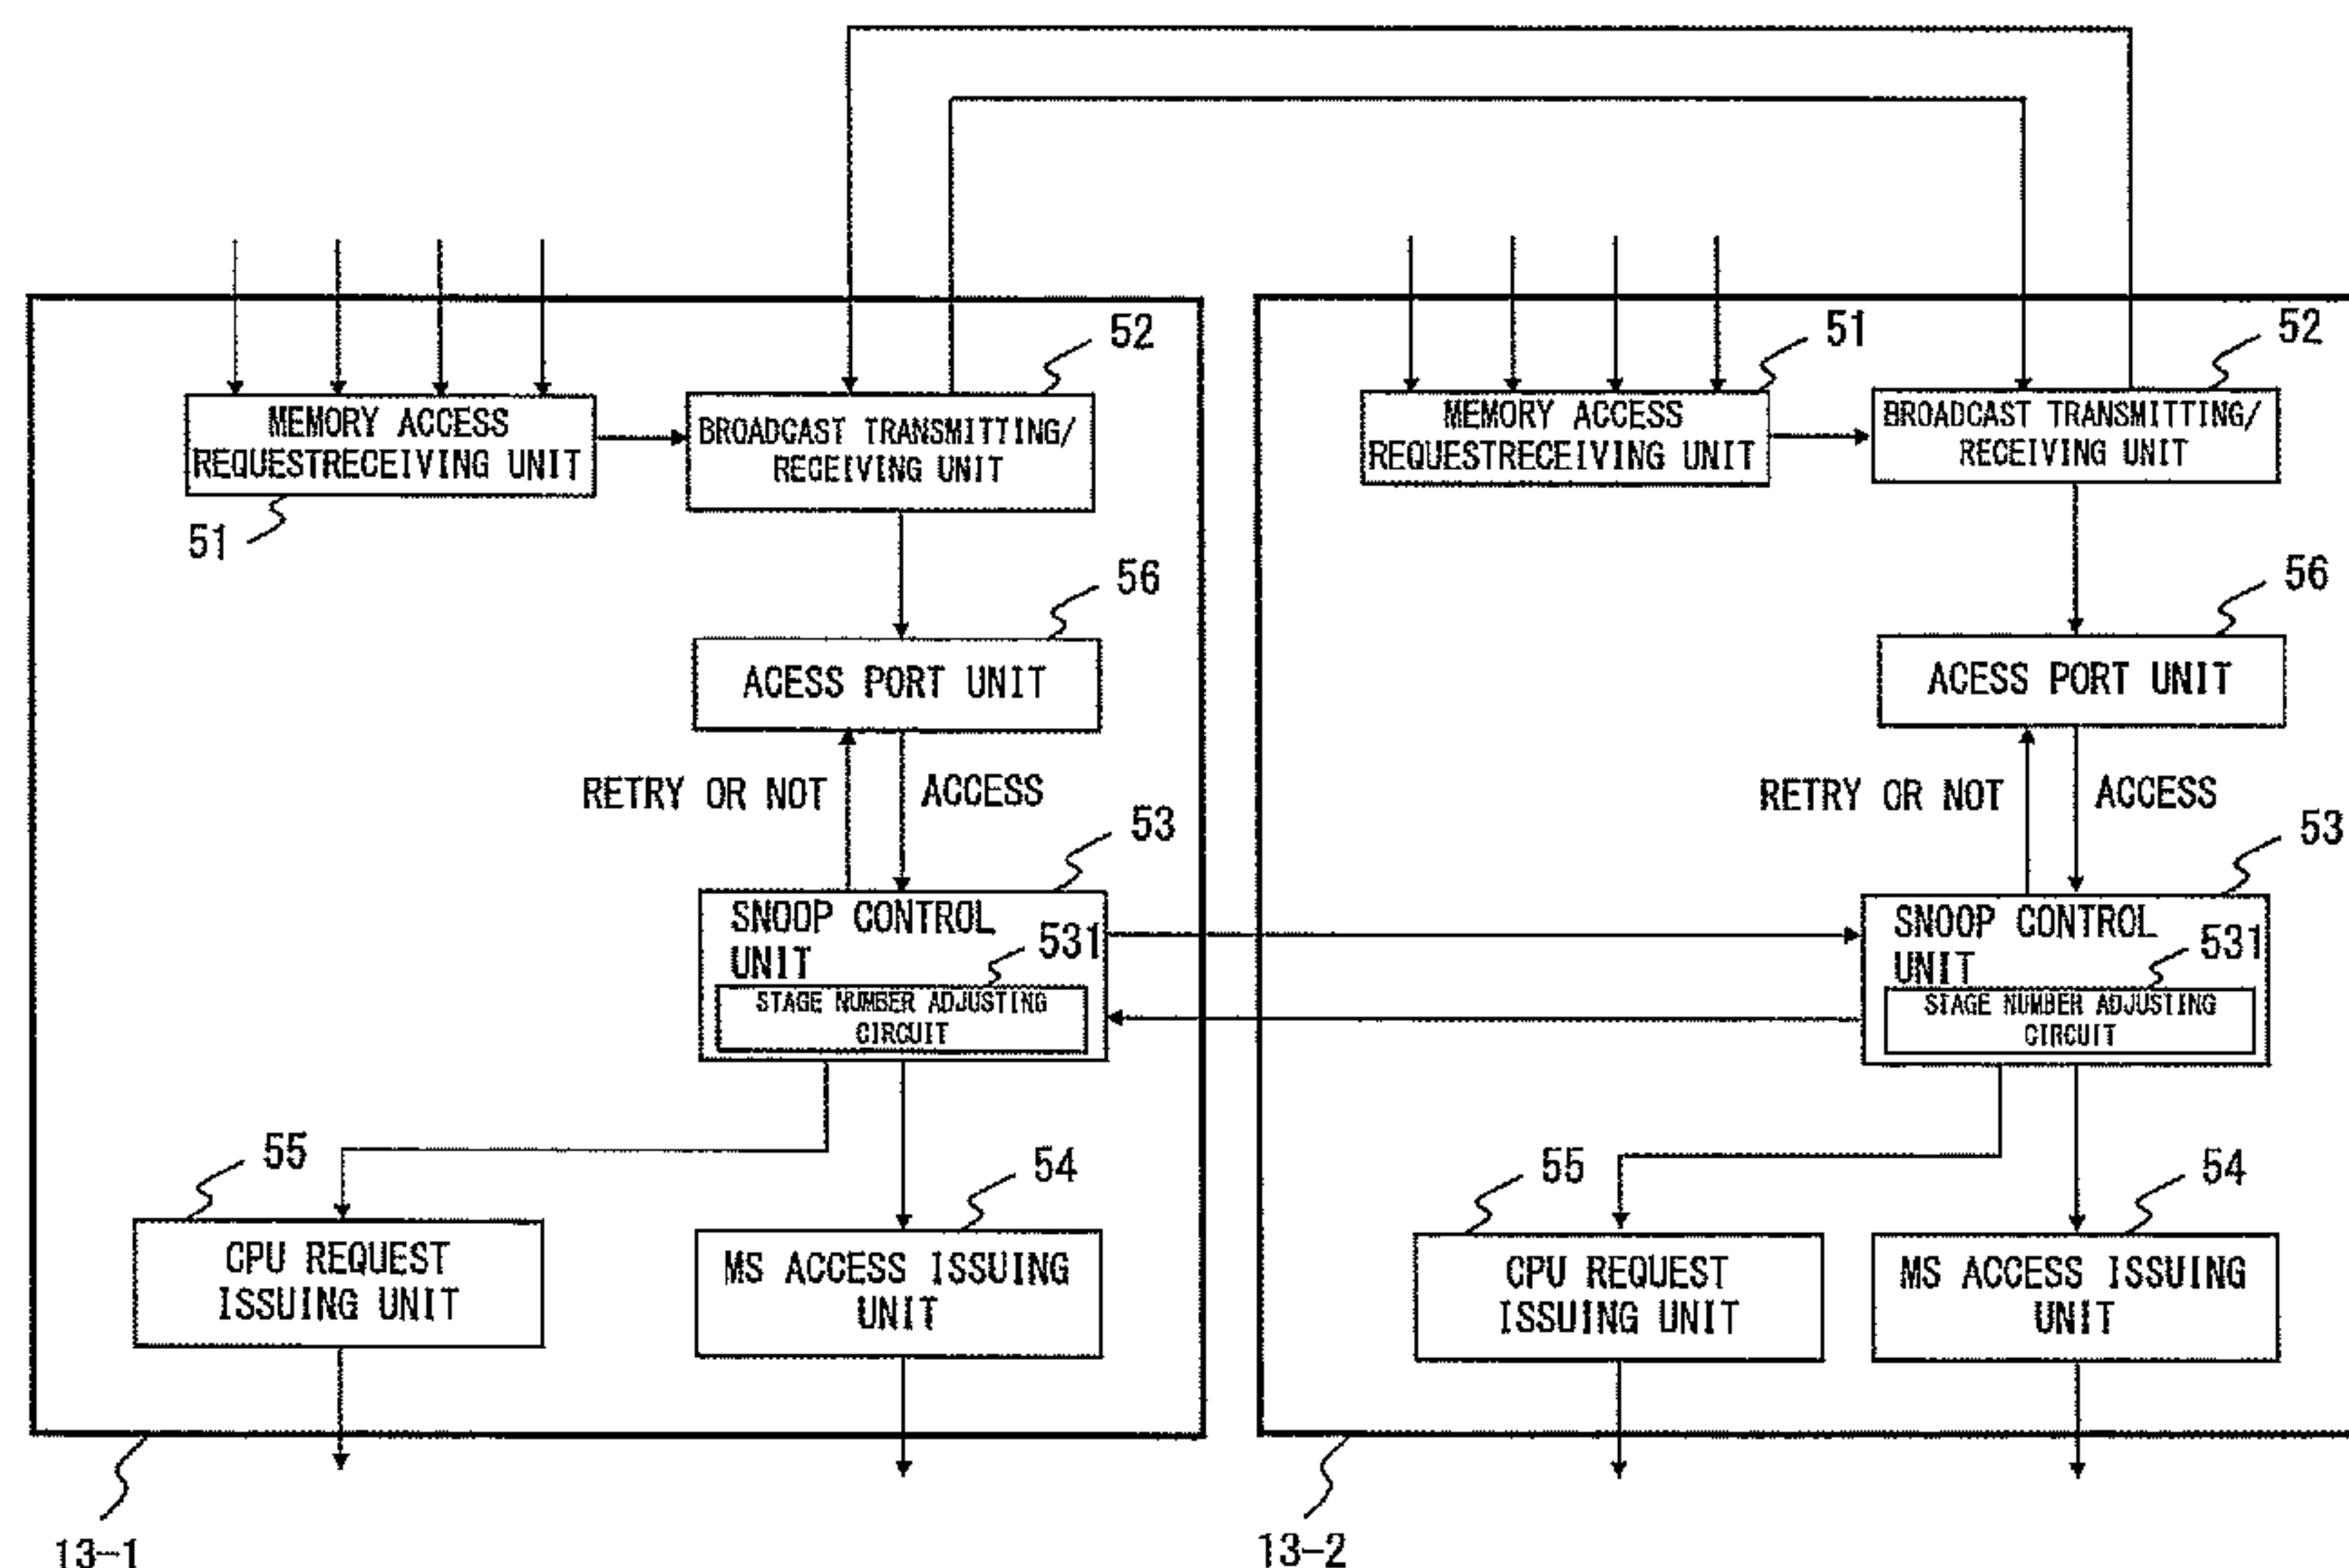 52
51
52
MEMORY ACCESS
REQUESTRECEIVING UNIT
BROADCAST TRANSMITTING/
RECEIVING UNIT
MEMORY ACCESS
REQUESTRECEIVING UNIT
BROADCAST TRANSMITTING/
RECEIVING UNIT
51
56
56
ACESS PORT UNIT
ACESS PORT UNIT
RETRY OR NOT
ACCESS
RETRY OR NOT
ACCESS
53
53
SNOOP CONTROL
UNIT
531
STAGE NUMBER ADJUSTING
CIRCUIT
SNOOP CONTROL
UNIT
531
STAGE NUMBER ADJUSTING
CIRCUIT
55
54
55
54
CPU REQUEST
ISSUING UNIT
MS ACCESS ISSUING
UNIT
CPU REQUEST
ISSUING UNIT
MS ACCESS ISSUING
UNIT
13-1
13-2